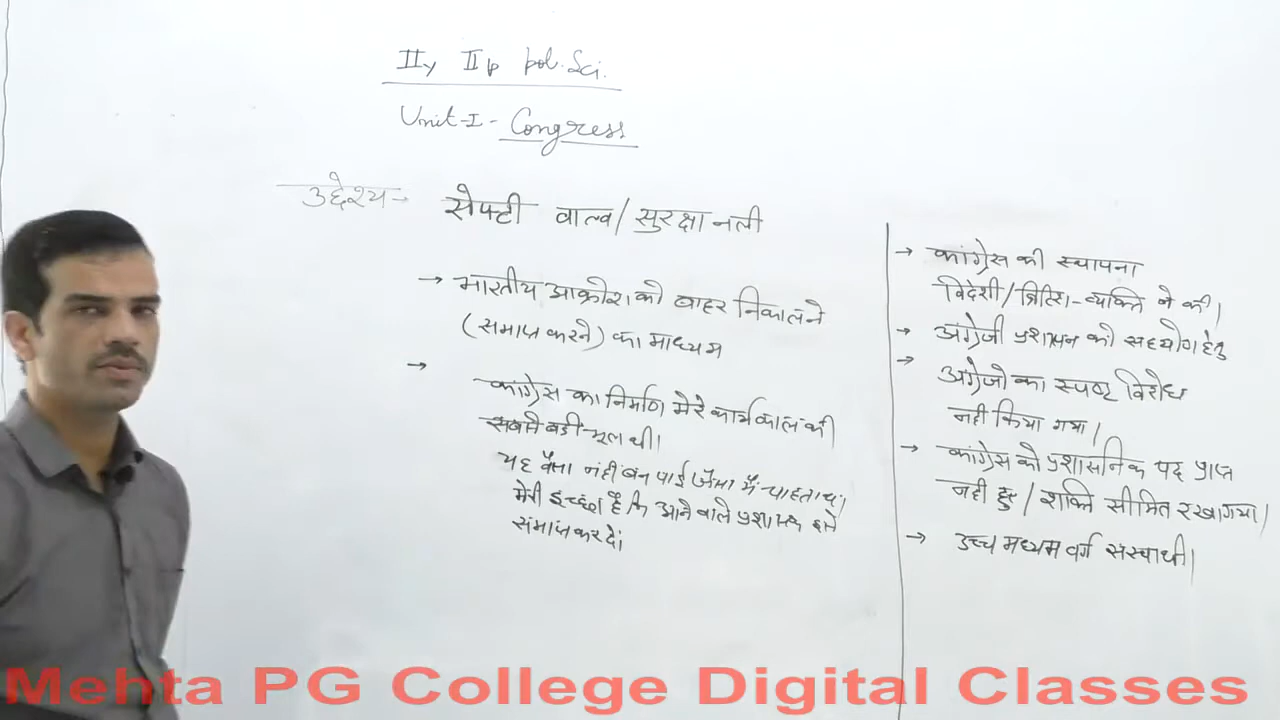 IIy IIp pol. Sci.
Unit-I - Congress
उद्देश्य→ सेफ्टी वाल्व/सुरक्षा नली
→ भारतीय आक्रोश को बाहर निकालने
(समाप्त करने) का माध्यम
→
कांग्रेस का निर्माण मेरे कार्यकाल की
सबसे बडी भूल थी।
यह वैसा नहीं बन पाई जैसा मैं चाहता था।
मेरी इच्छा है कि आने वाले प्रशासक इसे
समाप्त कर दें।
→ कांग्रेस की स्थापना
विदेशी/ब्रिटिश व्यक्ति ने की।
→ अंग्रेजी प्रशासन को सहयोग हेतु
→ अंग्रेजो का स्पष्ट विरोध
नहीं किया गया।
→ कांग्रेस को प्रशासनिक पद प्राप्त
नहीं हुए/शक्ति सीमित रखा गया।
→ उच्च मध्यम वर्ग संस्था थी।
Mehta PG College Digital Classes